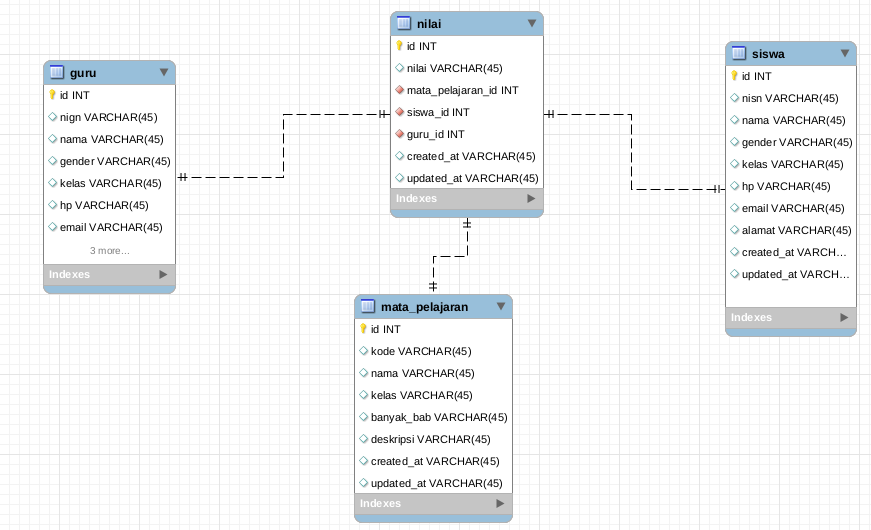 guru
id INT
nign VARCHAR(45)
nama VARCHAR(45)
gender VARCHAR(45)
kelas VARCHAR(45)
hp VARCHAR(45)
email VARCHAR(45)
3 more...
Indexes
nilai
id INT
nilai VARCHAR(45)
mata_pelajaran_id INT
siswa_id INT
guru_id INT
created_at VARCHAR(45)
updated_at VARCHAR(45)
Indexes
siswa
id INT
nisn VARCHAR(45)
nama VARCHAR(45)
gender VARCHAR(45)
kelas VARCHAR(45)
hp VARCHAR(45)
email VARCHAR(45)
alamat VARCHAR(45)
created_at VARCH...
updated_at VARC...
Indexes
mata_pelajaran
id INT
kode VARCHAR(45)
nama VARCHAR(45)
kelas VARCHAR(45)
banyak_bab VARCHAR(45)
deskripsi VARCHAR(45)
created_at VARCHAR(45)
updated_at VARCHAR(45)
Indexes